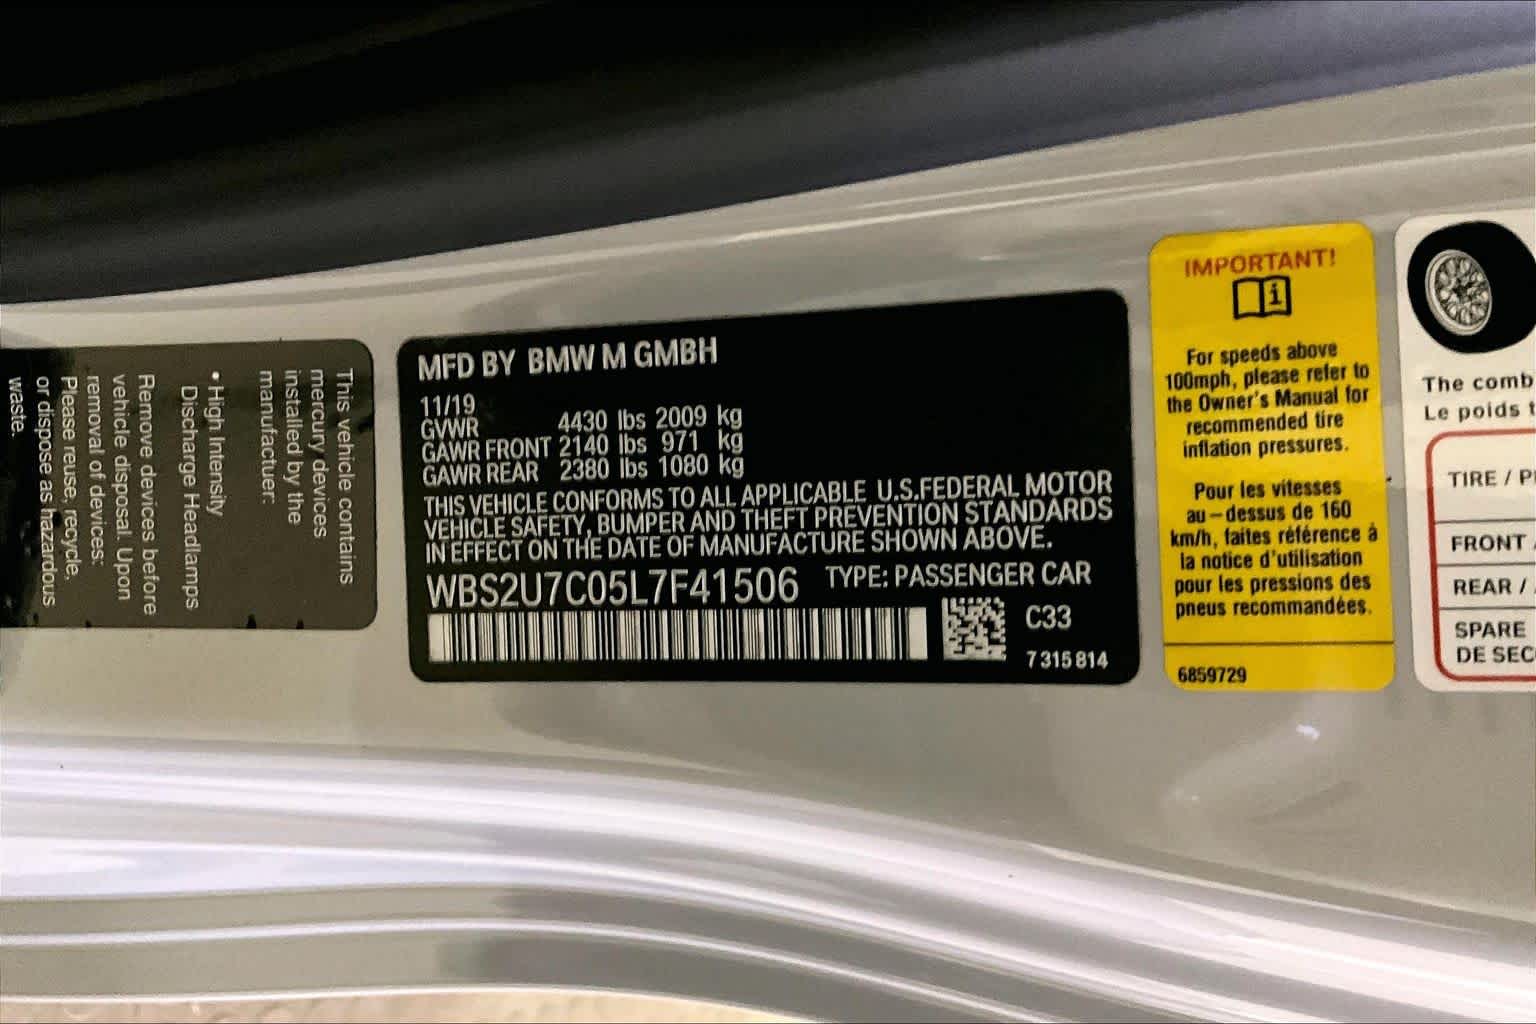 This vehicle contains
mercury devices
installed by the
manufactuer:
• High Intensity
Discharge Headlamps
Remove devices before
vehicle disposal. Upon
removal of devices:
Please reuse, recycle,
or dispose as hazardous
waste.
MFD BY BMW M GMBH
11/19
GVWR 4430 lbs 2009 kg
GAWR FRONT 2140 lbs 971 kg
GAWR REAR 2380 lbs 1080 kg
THIS VEHICLE CONFORMS TO ALL APPLICABLE U.S.FEDERAL MOTOR
VEHICLE SAFETY, BUMPER AND THEFT PREVENTION STANDARDS
IN EFFECT ON THE DATE OF MANUFACTURE SHOWN ABOVE.
WBS2U7C05L7F41506 TYPE: PASSENGER CAR
C33
7315814
IMPORTANT!
i
For speeds above
100mph, please refer to
the Owner's Manual for
recommended tire
inflation pressures.
Pour les vitesses
au-dessus de 160
km/h, faites référence à
la notice d'utilisation
pour les pressions des
pneus recommandées.
6859729
The comb
Le poids t
TIRE / P
FRONT
REAR /
SPARE
DE SEC